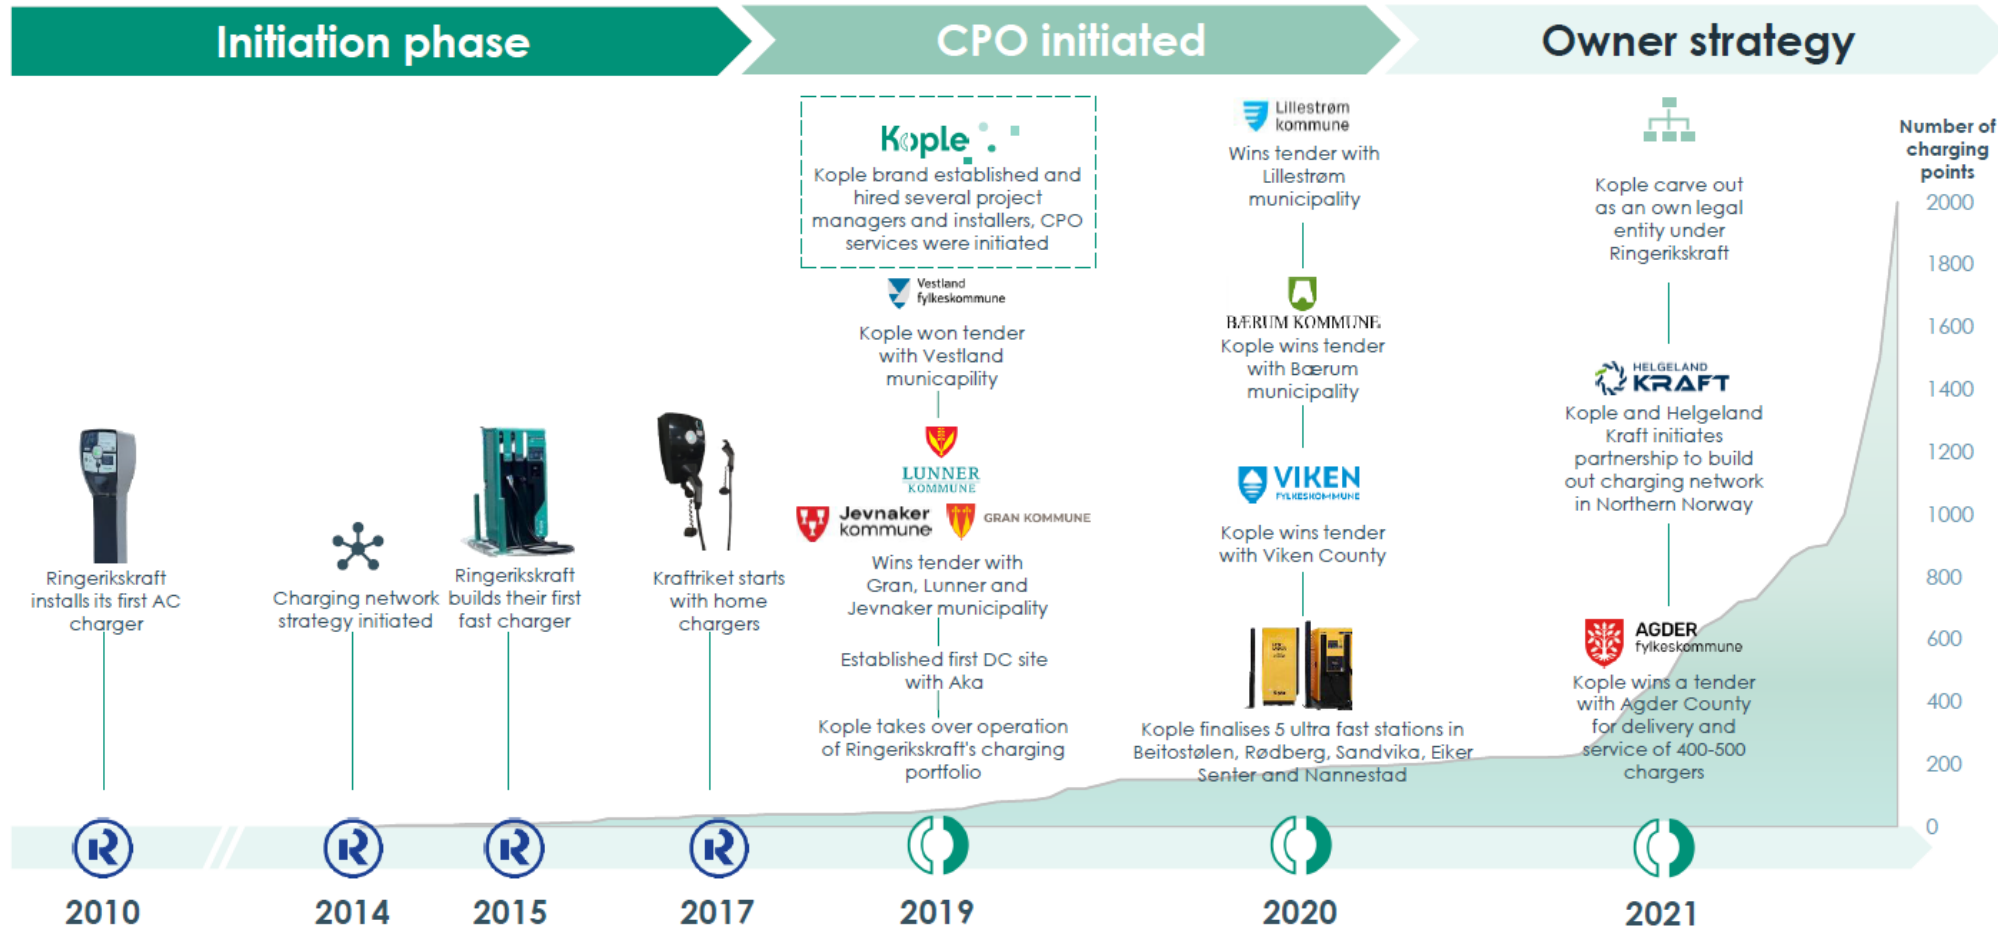 Initiation phase
CPO initiated
Owner strategy
Ringerikskraft
installs its first AC
charger
Charging network
strategy initiated
Ringerikskraft
builds their first
fast charger
Kraftriket starts
with home
chargers
Kople
Kople brand established and
hired several project
managers and installers, CPO
services were initiated
Vestland
fylkeskommune
Kople won tender
with Vestland
municapility
LUNNER
KOMMUNE
Jevnaker
kommune
GRAN KOMMUNE
Wins tender with
Gran, Lunner and
Jevnaker municipality
Established first DC site
with Aka
Kople takes over operation
of Ringerikskraft's charging
portfolio
Lillestrøm
kommune
Wins tender with
Lillestrøm
municipality
BÆRUM KOMMUNE
Kople wins tender
with Bærum
municipality
VIKEN
FYLKESKOMMUNE
Kople wins tender
with Viken County
Kople finalises 5 ultra fast stations in
Beitostølen, Rødberg, Sandvika, Eiker
Senter and Nannestad
Kople carve out
as an own legal
entity under
Ringerikskraft
HELGELAND
KRAFT
Kople and Helgeland
Kraft initiates
partnership to build
out charging network
in Northern Norway
AGDER
fylkeskommune
Kople wins a tender
with Agder County
for delivery and
service of 400-500
chargers
Number of
charging
points
2000
1800
1600
1400
1200
1000
800
600
400
200
0
R
R
R
R
2010
2014
2015
2017
2019
2020
2021